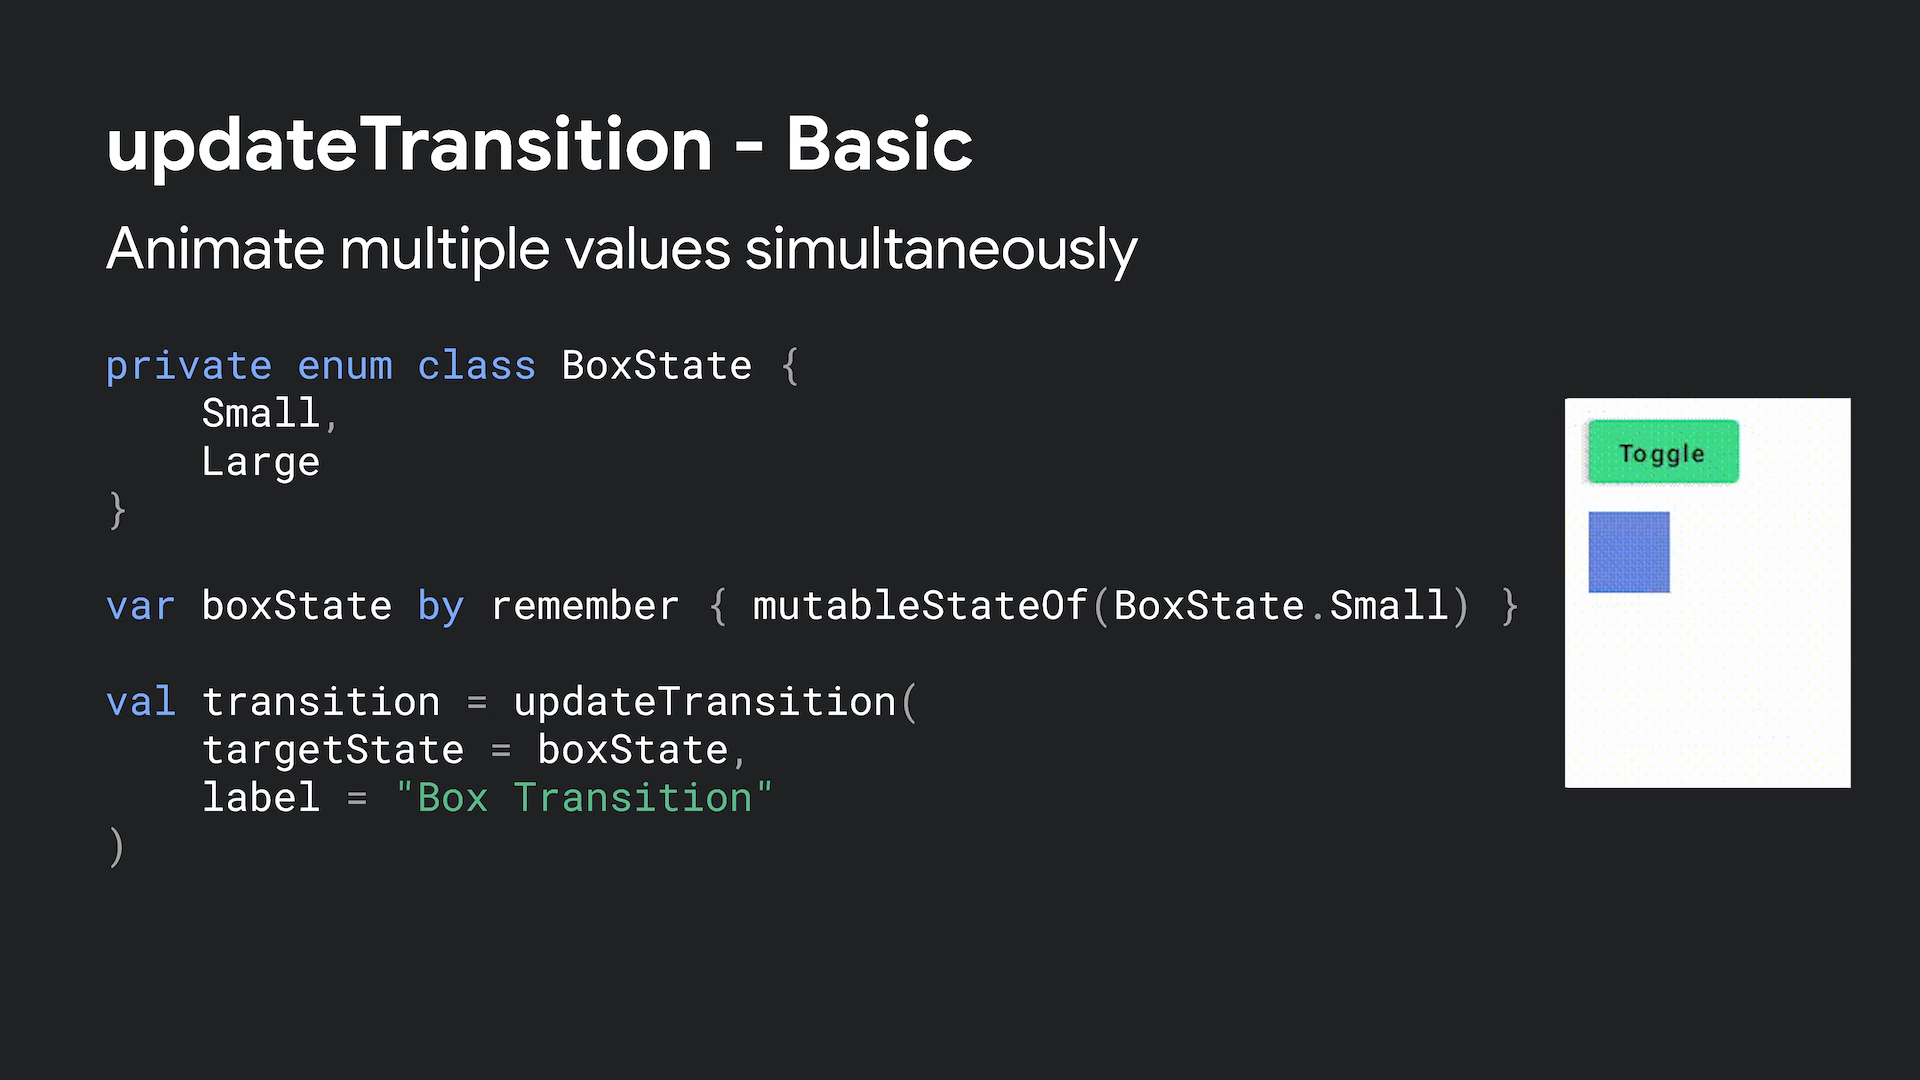 updateTransition - Basic
Animate multiple values simultaneously
private enum class BoxState {
    Small,
    Large
}
var boxState by remember { mutableStateOf(BoxState.Small) }
val transition = updateTransition(
    targetState = boxState,
    label = "Box Transition"
)
Toggle